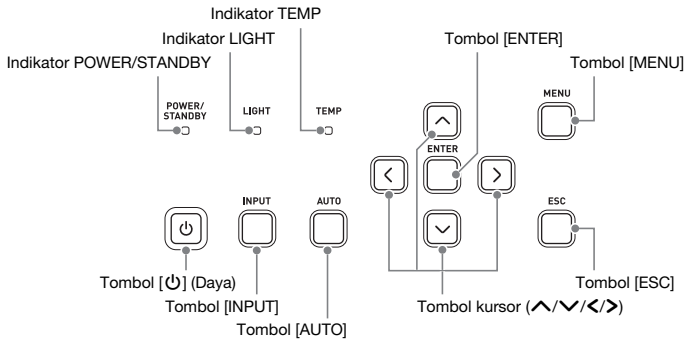 Indikator TEMP
Indikator LIGHT
Tombol [ENTER]
Indikator POWER/STANDBY
Tombol [MENU]
POWER/
STANDBY
LIGHT
TEMP
MENU
ENTER
INPUT
AUTO
ESC
Tombol [⏻] (Daya)
Tombol [ESC]
Tombol [INPUT]
Tombol kursor (∧/∨/</>)
Tombol [AUTO]